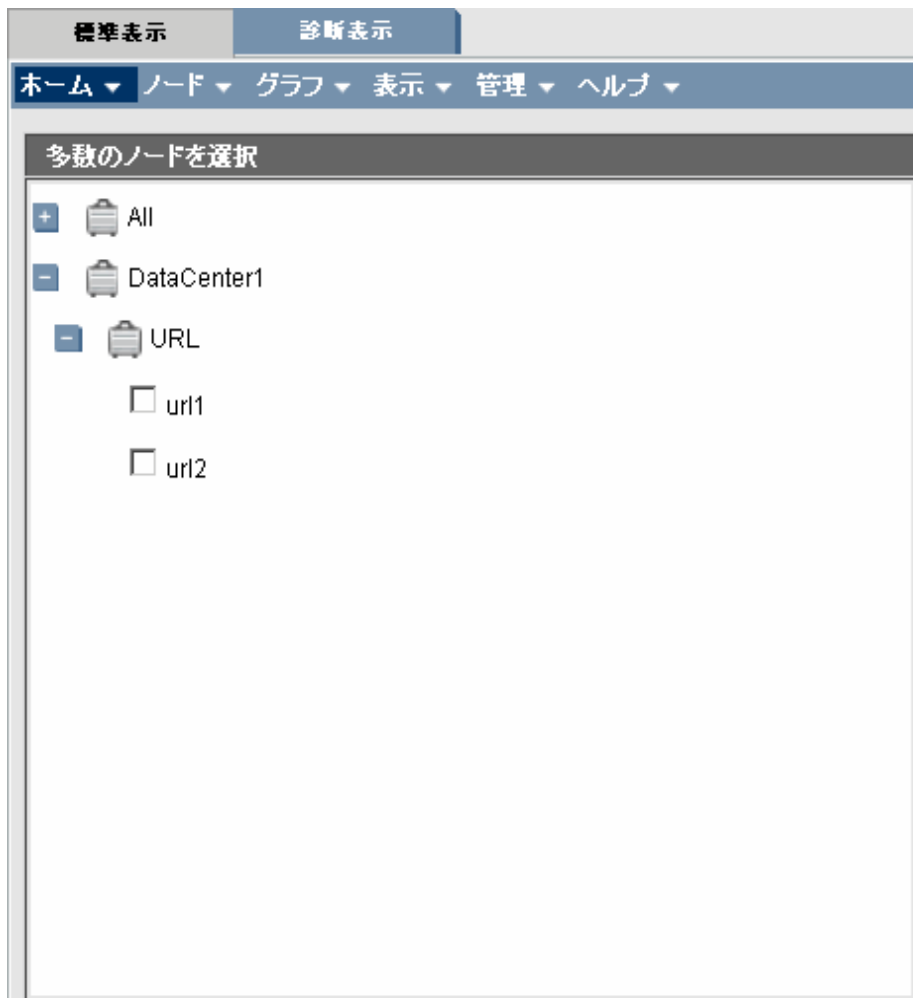 標準表示 診断表示
ホーム ノード グラフ 表示 管理 ヘルプ
多数のノードを選択
All
DataCenter1
URL
url1
url2